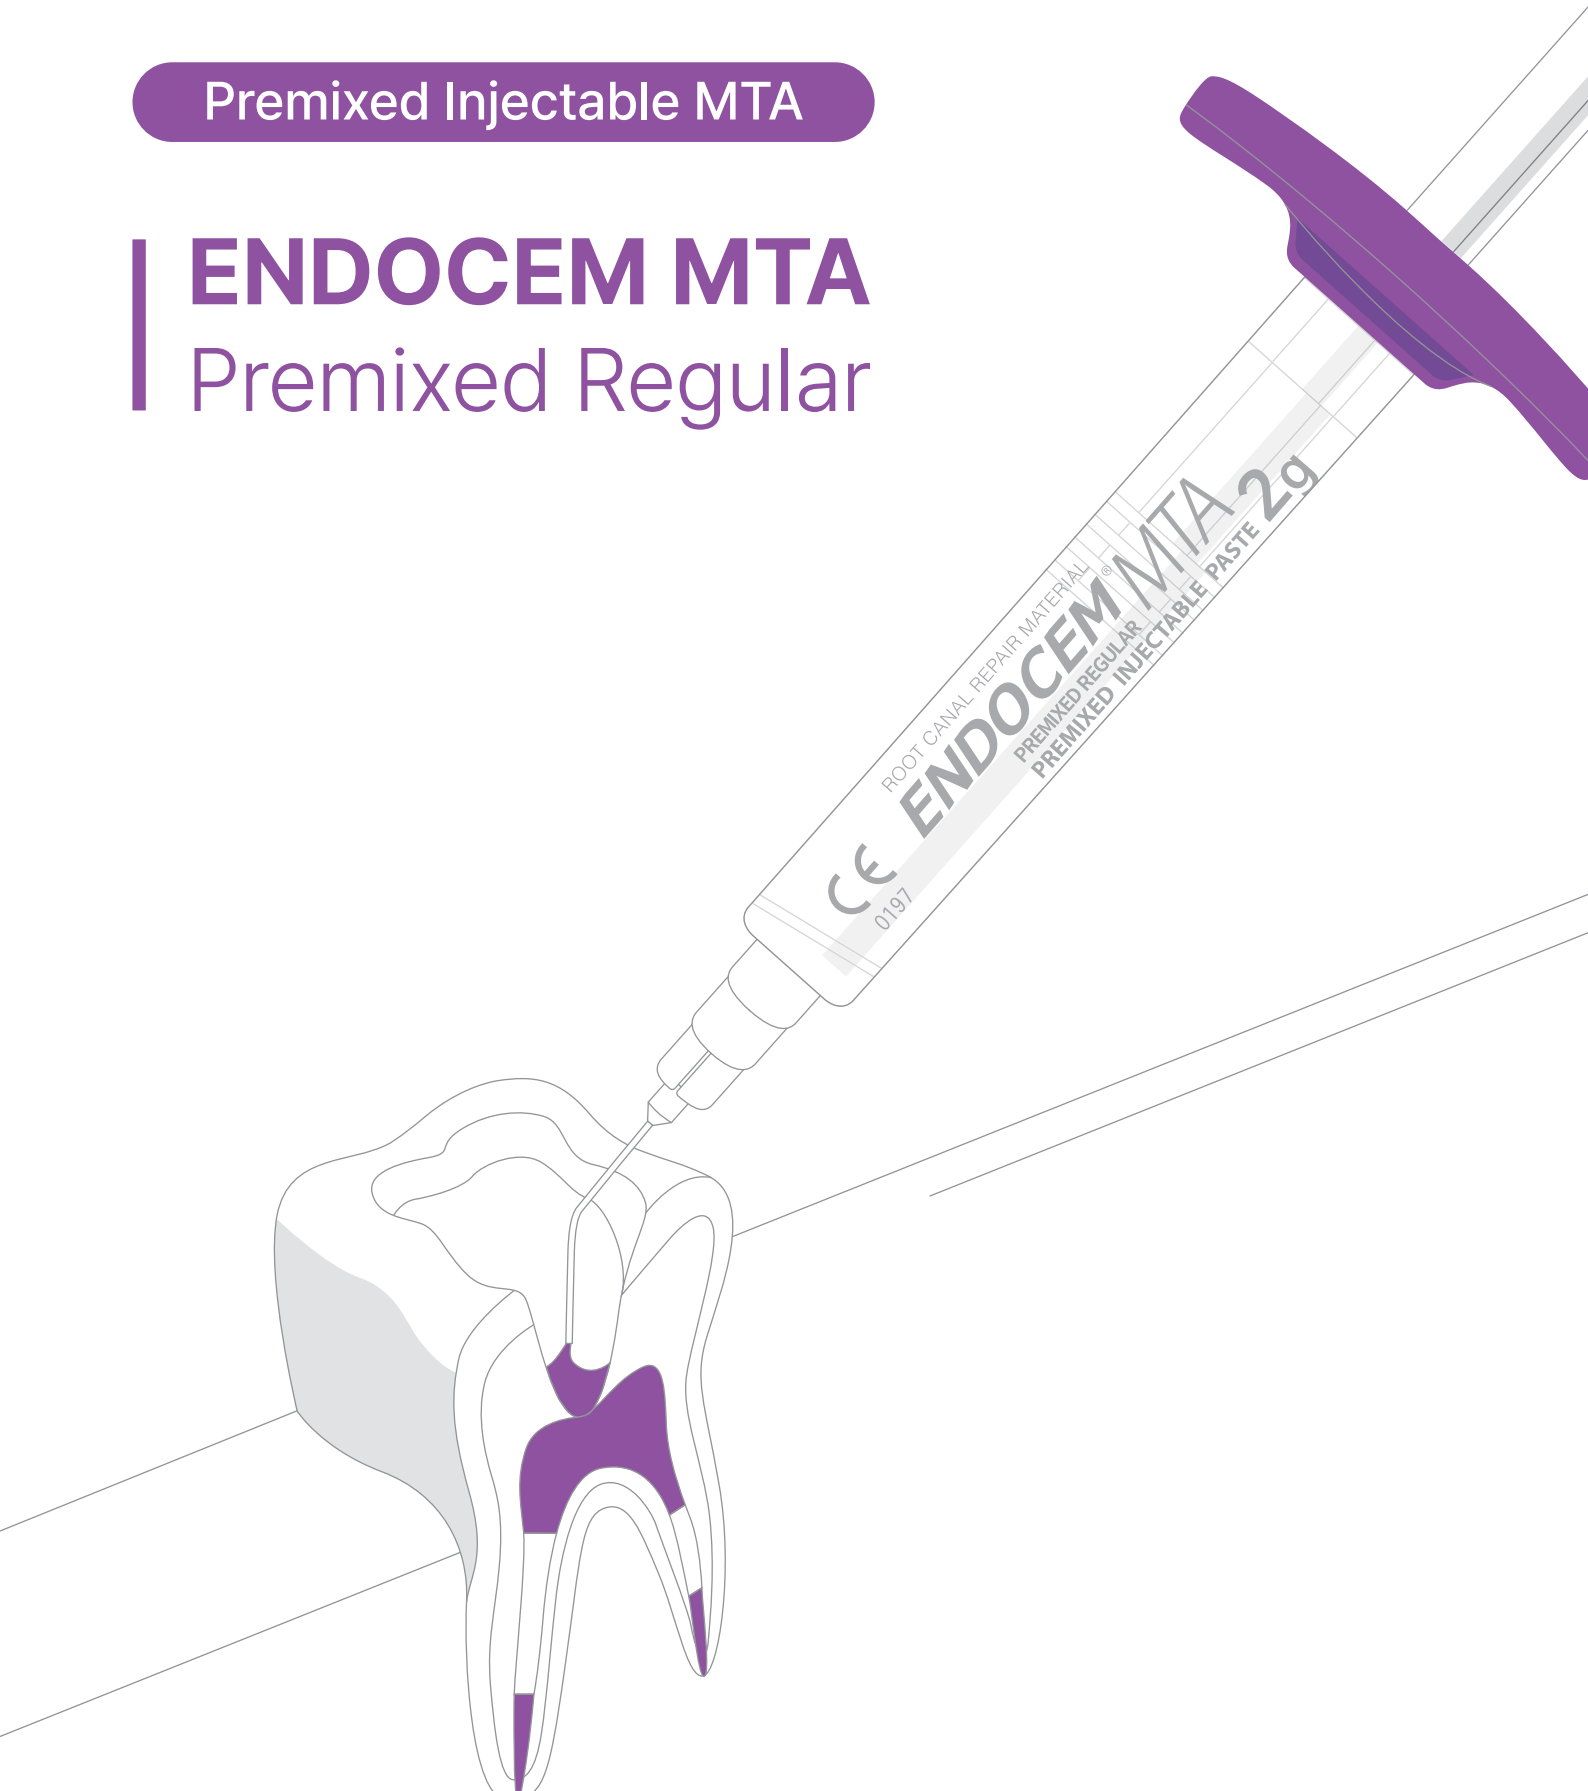 Premixed Injectable MTA
ENDOCEM MTA
Premixed Regular
ROOT CANAL REPAIR MATERIAL
ENDOCEM® MTA 2g
PREMIXED REGULAR
PREMIXED INJECTABLE PASTE
CE
0197